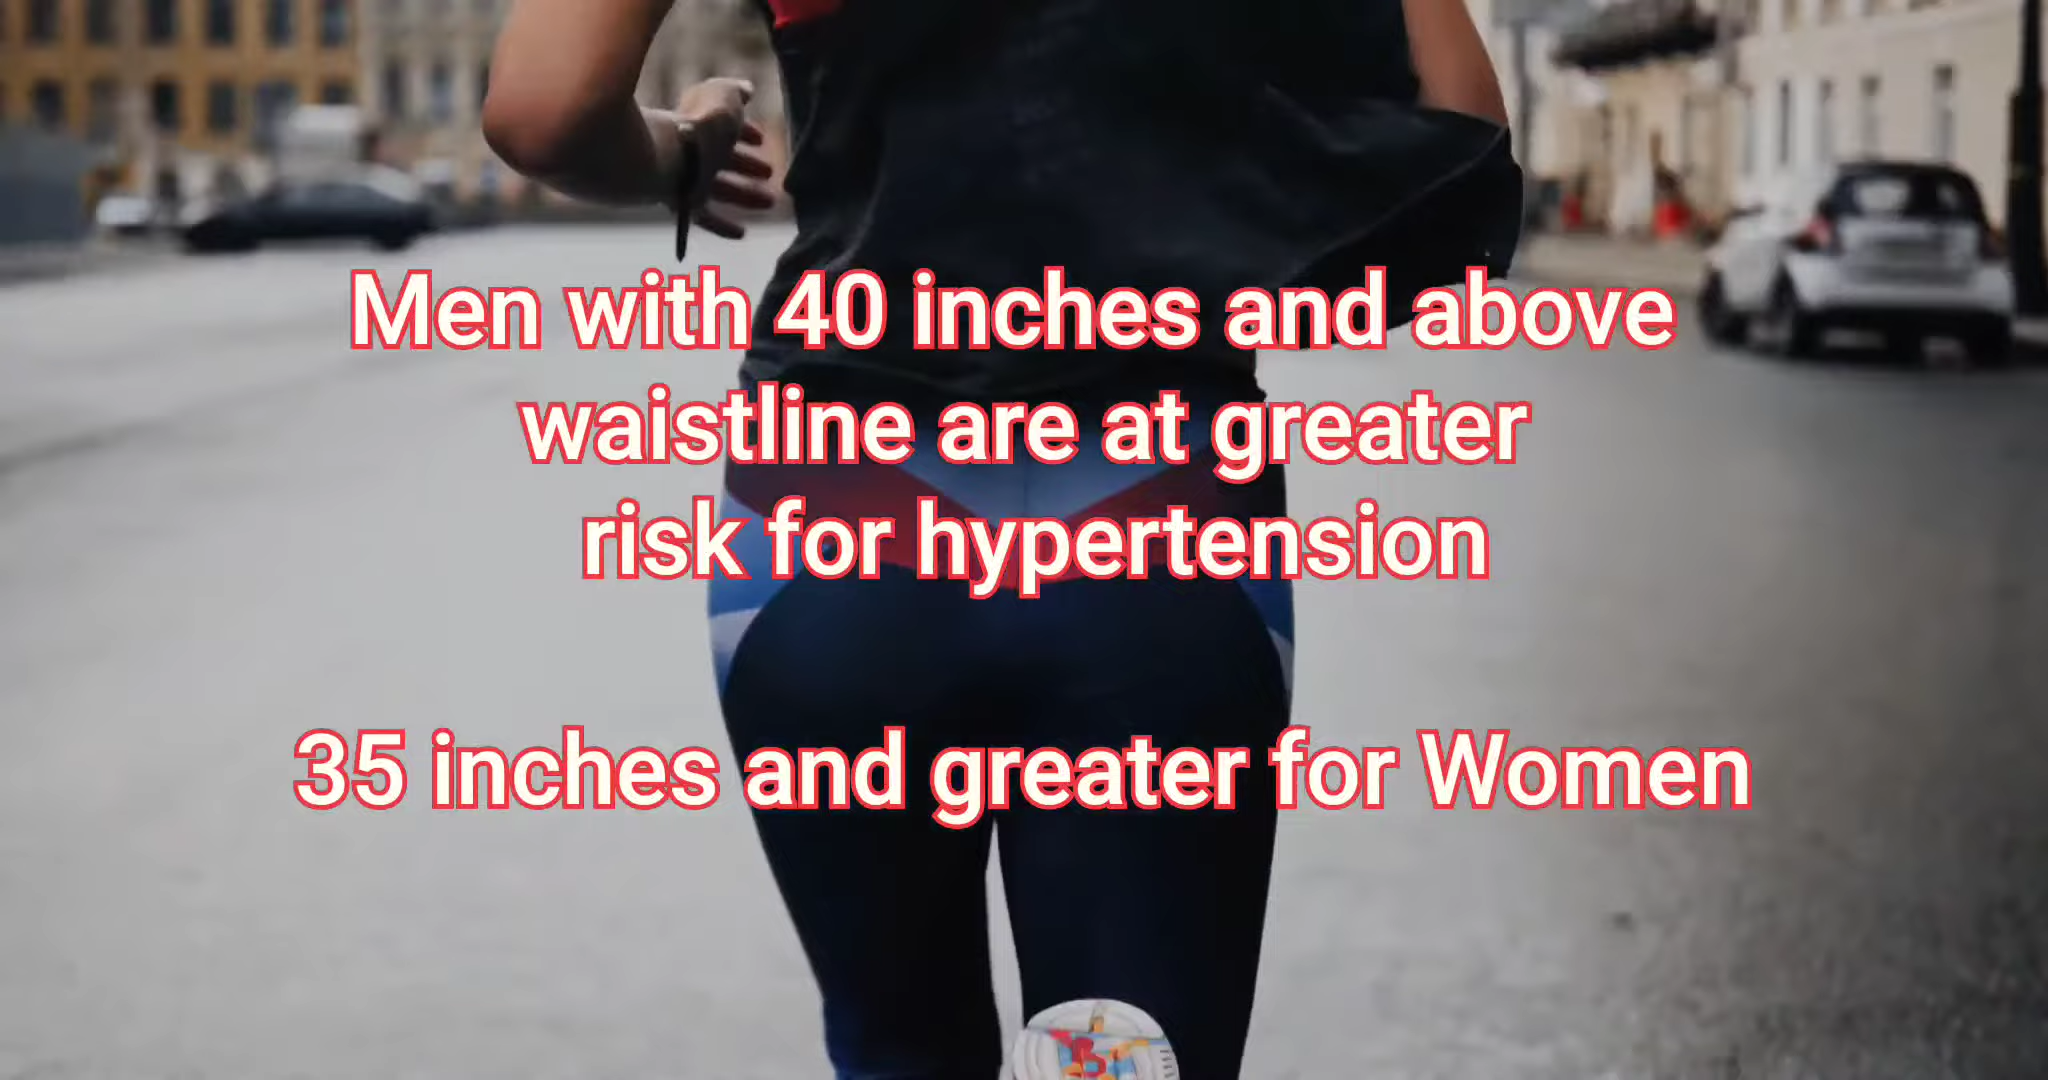 Men with 40 inches and above
waistline are at greater
risk for hypertension
35 inches and greater for Women